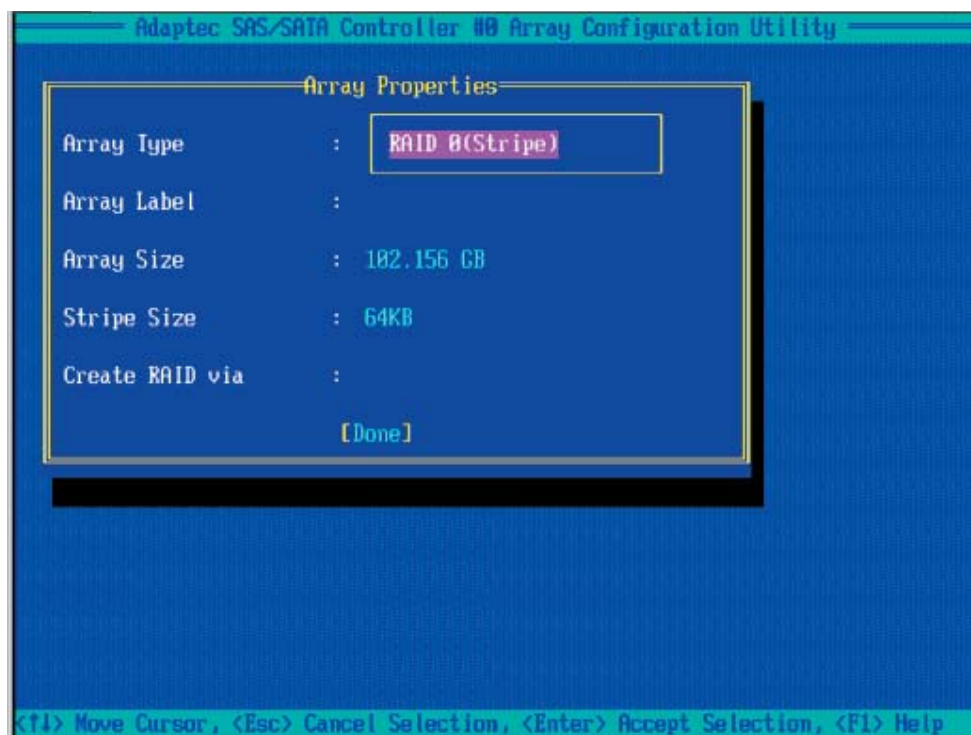 Adaptec SAS/SATA Controller #0 Array Configuration Utility
Array Properties
Array Type : RAID 0(Stripe)
Array Label :
Array Size : 102.156 GB
Stripe Size : 64KB
Create RAID via :
[Done]
<↑↓> Move Cursor, <Esc> Cancel Selection, <Enter> Accept Selection, <F1> Help